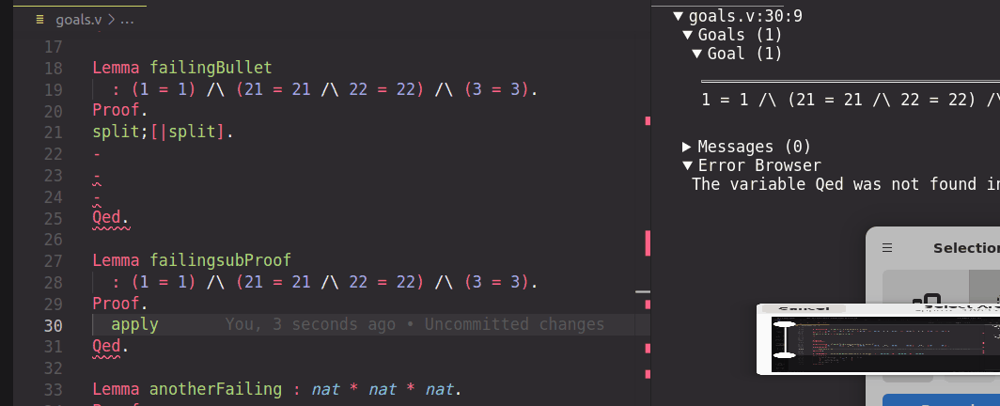 goals.v > ...
17
18 Lemma failingBullet
19 : (1 = 1) /\ (21 = 21 /\ 22 = 22) /\ (3 = 3).
20 Proof.
21 split;[|split].
22 -
23 -
24 -
25 Qed.
26
27 Lemma failingsubProof
28 : (1 = 1) /\ (21 = 21 /\ 22 = 22) /\ (3 = 3).
29 Proof.
30 apply You, 3 seconds ago • Uncommitted changes
31 Qed.
32
33 Lemma anotherFailing : nat * nat * nat.
goals.v:30:9
Goals (1)
Goal (1)
1 = 1 /\ (21 = 21 /\ 22 = 22) /\
Messages (0)
Error Browser
The variable Qed was not found in
Selection
Cancel